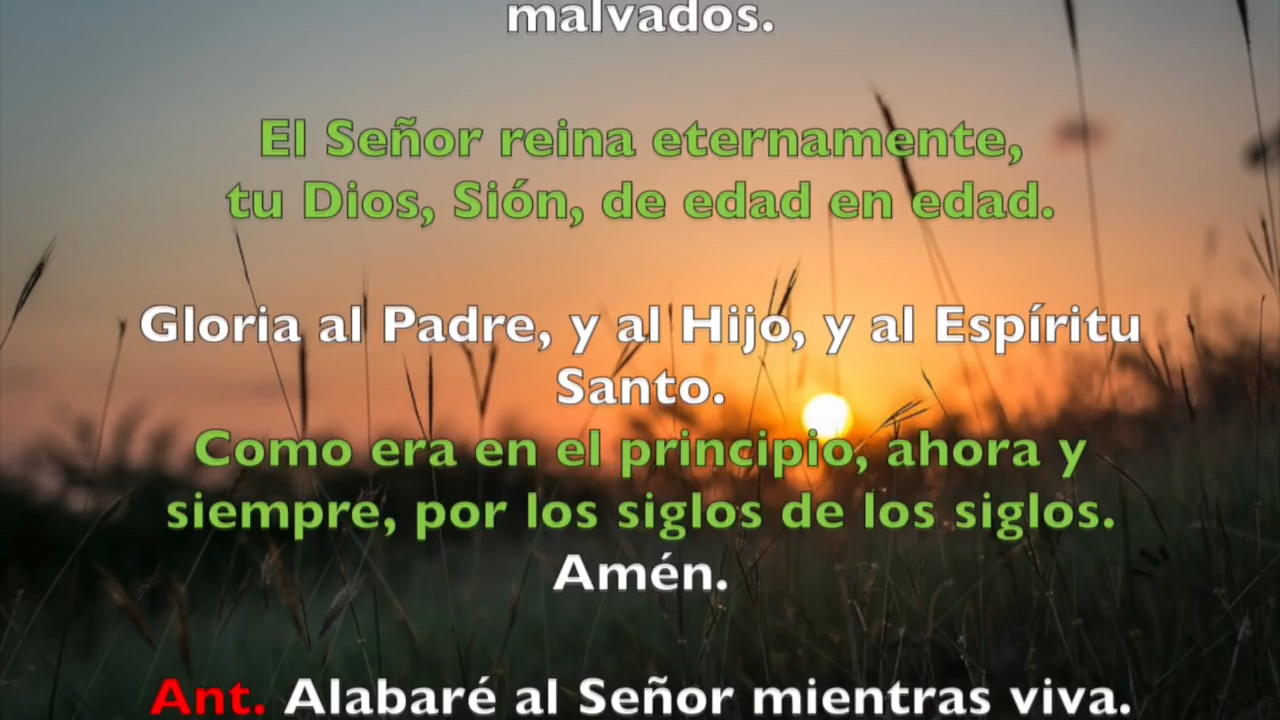 malvados.
El Señor reina eternamente,
tu Dios, Sión, de edad en edad.
Gloria al Padre, y al Hijo, y al Espíritu
Santo.
Como era en el principio, ahora y
siempre, por los siglos de los siglos.
Amén.
Ant. Alabaré al Señor mientras viva.